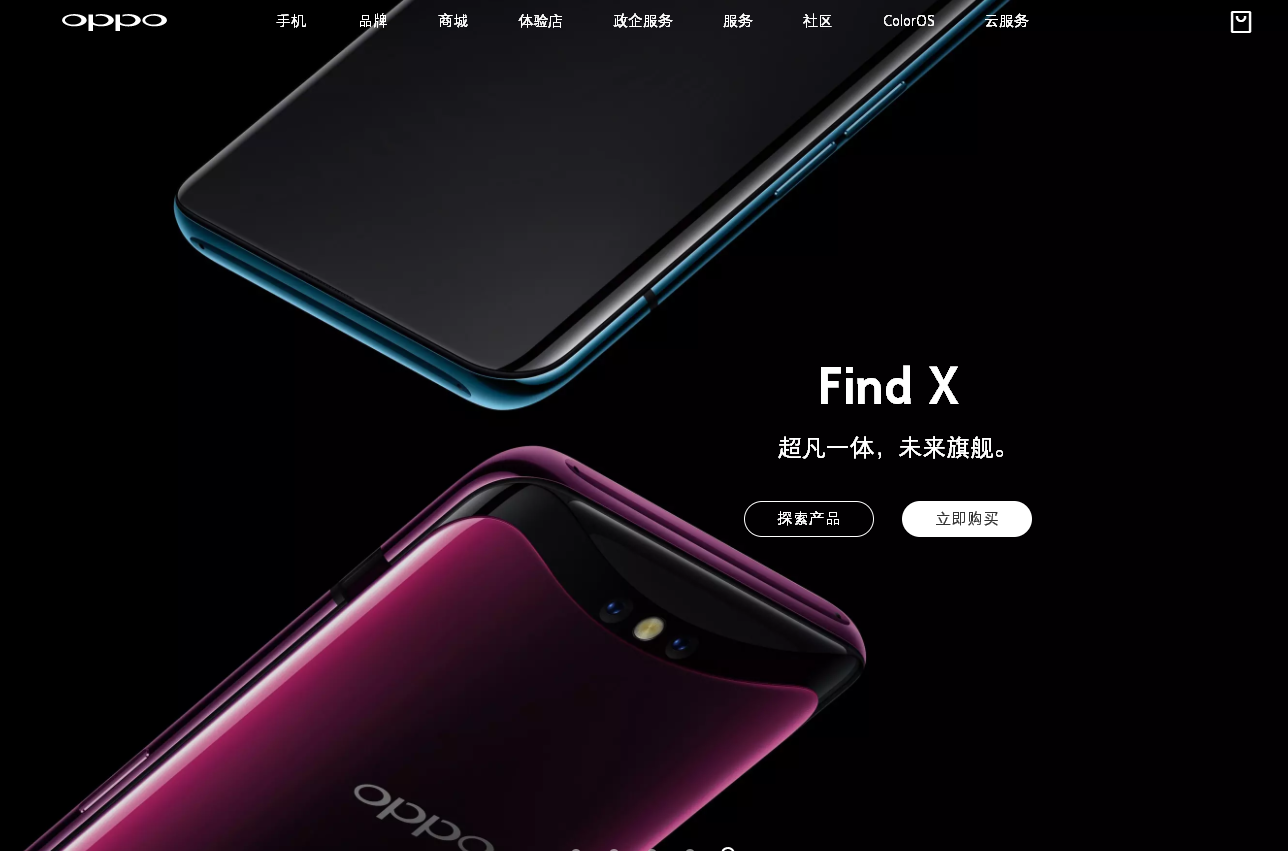 oppo
手机 品牌 商城 体验店 政企服务 服务 社区 ColorOS 云服务
Find X
超凡一体，未来旗舰。
探索产品 立即购买
oppo